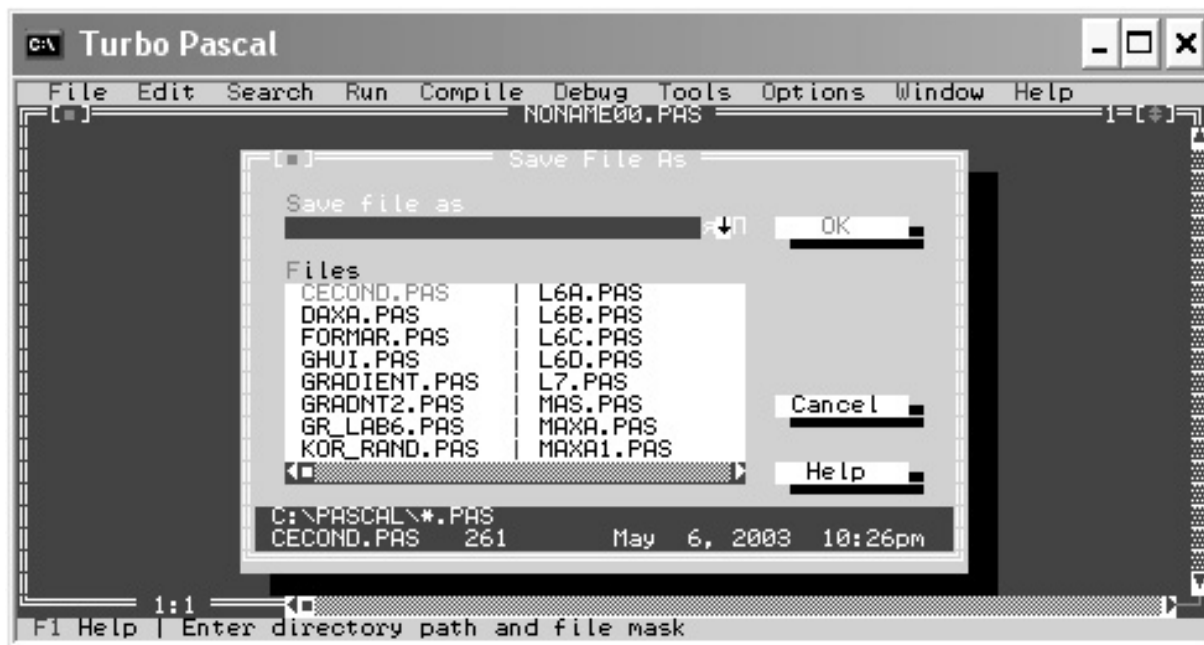 Turbo Pascal
File Edit Search Run Compile Debug Tools Options Window Help
NONAME00.PAS 1
Save File As
Save file as
OK
Files
CECOND.PAS | L6A.PAS
DAXA.PAS | L6B.PAS
FORMAR.PAS | L6C.PAS
GHUI.PAS | L6D.PAS
GRADIENT.PAS | L7.PAS
GRADNT2.PAS | MAS.PAS
GR_LAB6.PAS | MAXA.PAS
KOR_RAND.PAS | MAXA1.PAS
Cancel
Help
C:\PASCAL\*.PAS
CECOND.PAS 261 May 6, 2003 10:26pm
1:1
F1 Help | Enter directory path and file mask